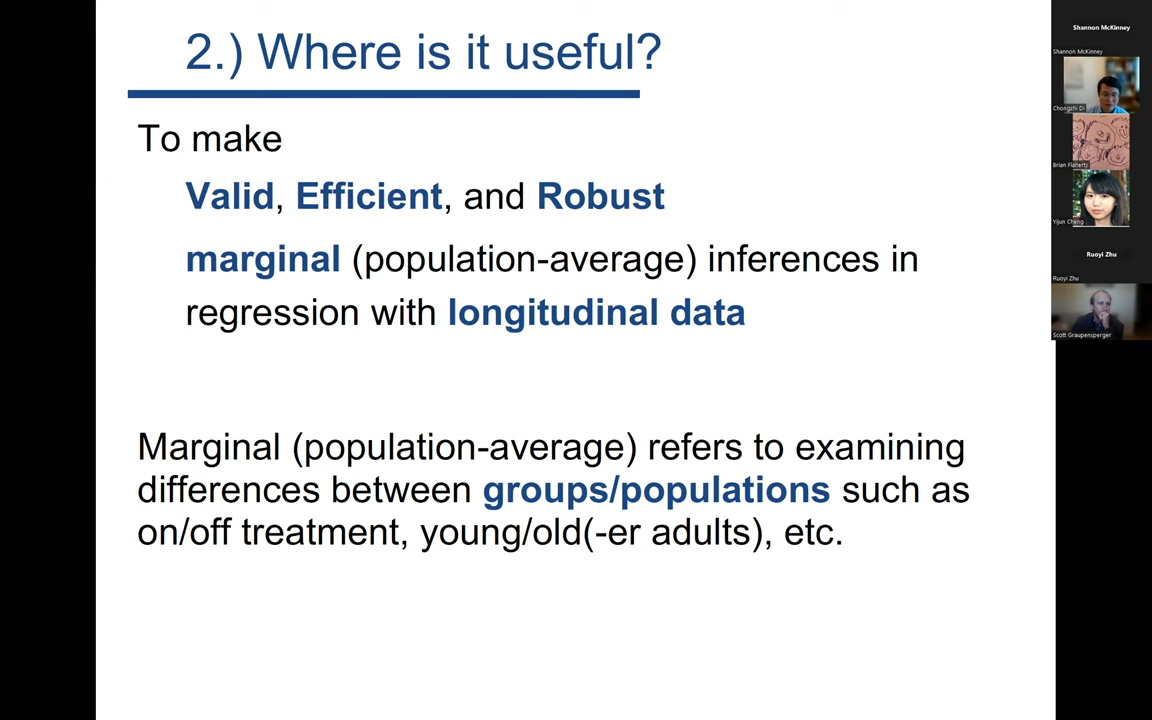 2.) Where is it useful?
To make
Valid, Efficient, and Robust
marginal (population-average) inferences in
regression with longitudinal data
Marginal (population-average) refers to examining
differences between groups/populations such as
on/off treatment, young/old(-er adults), etc.
Shannon McKinney
Shannon McKinney
Chongzhi Di
Brian Flaherty
Yijun Cheng
Ruoyi Zhu
Ruoyi Zhu
Scott Graupensperger